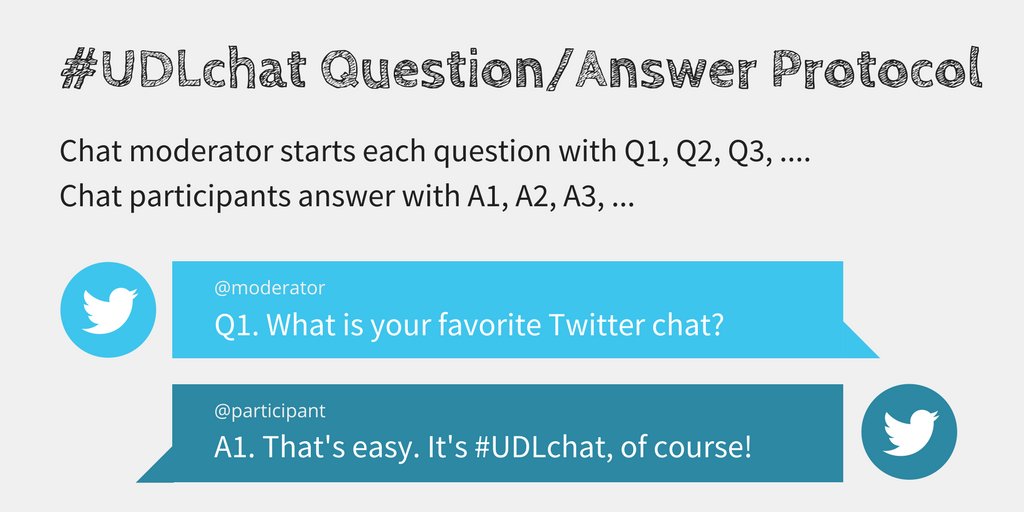 #UDLchat Question/Answer Protocol
Chat moderator starts each question with Q1, Q2, Q3, ....
Chat participants answer with A1, A2, A3, ...
@moderator
Q1. What is your favorite Twitter chat?
@participant
A1. That's easy. It's #UDLchat, of course!